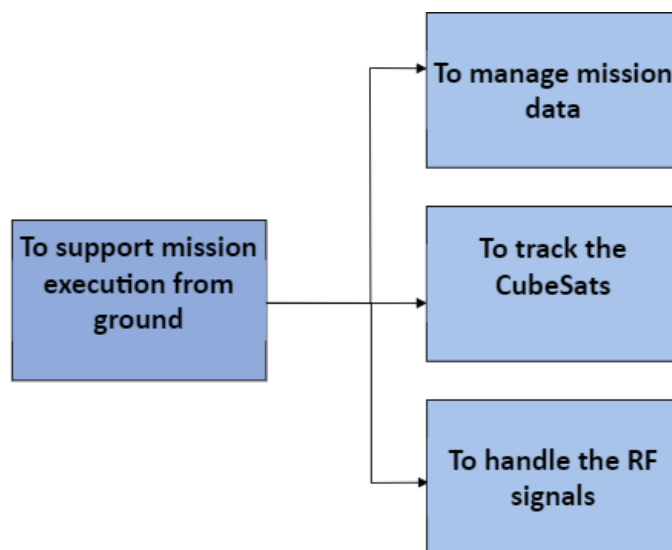 To manage mission
data
To support mission
execution from
ground
To track the
CubeSats
To handle the RF
signals